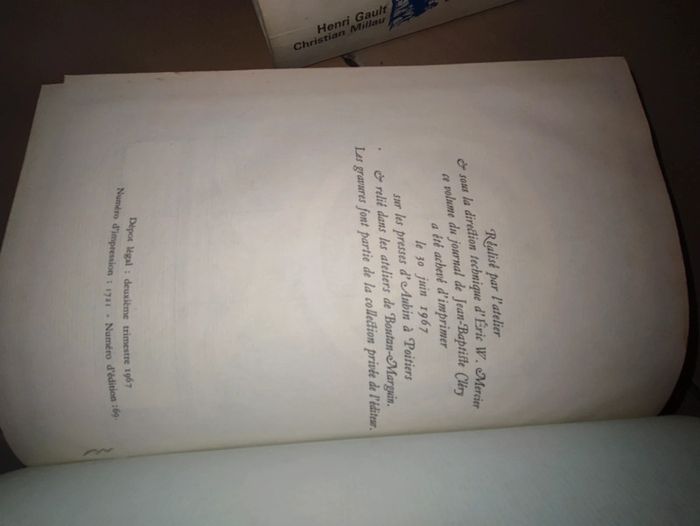 Henri Gault
Christian Millau
Réalisé par l'atelier
& sous la direction technique d'Éric W. Mercier
ce volume du journal de Jean-Baptiste Cléry
a été achevé d'imprimer
le 30 juin 1967
sur les presses d'Aubin à Poitiers
& relié dans les ateliers de Boutan-Marguin.
Les gravures font partie de la collection privée de l'éditeur.
Dépot légal : deuxième trimestre 1967
Numéro d'impression : 1721 - Numéro d'édition :69.